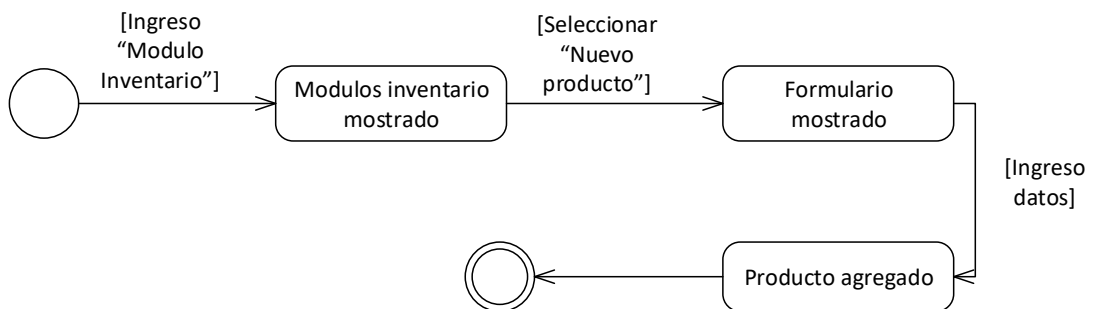 [Ingreso
“Modulo
Inventario”]
Modulos inventario
mostrado
[Seleccionar
“Nuevo
producto”]
Formulario
mostrado
[Ingreso
datos]
Producto agregado